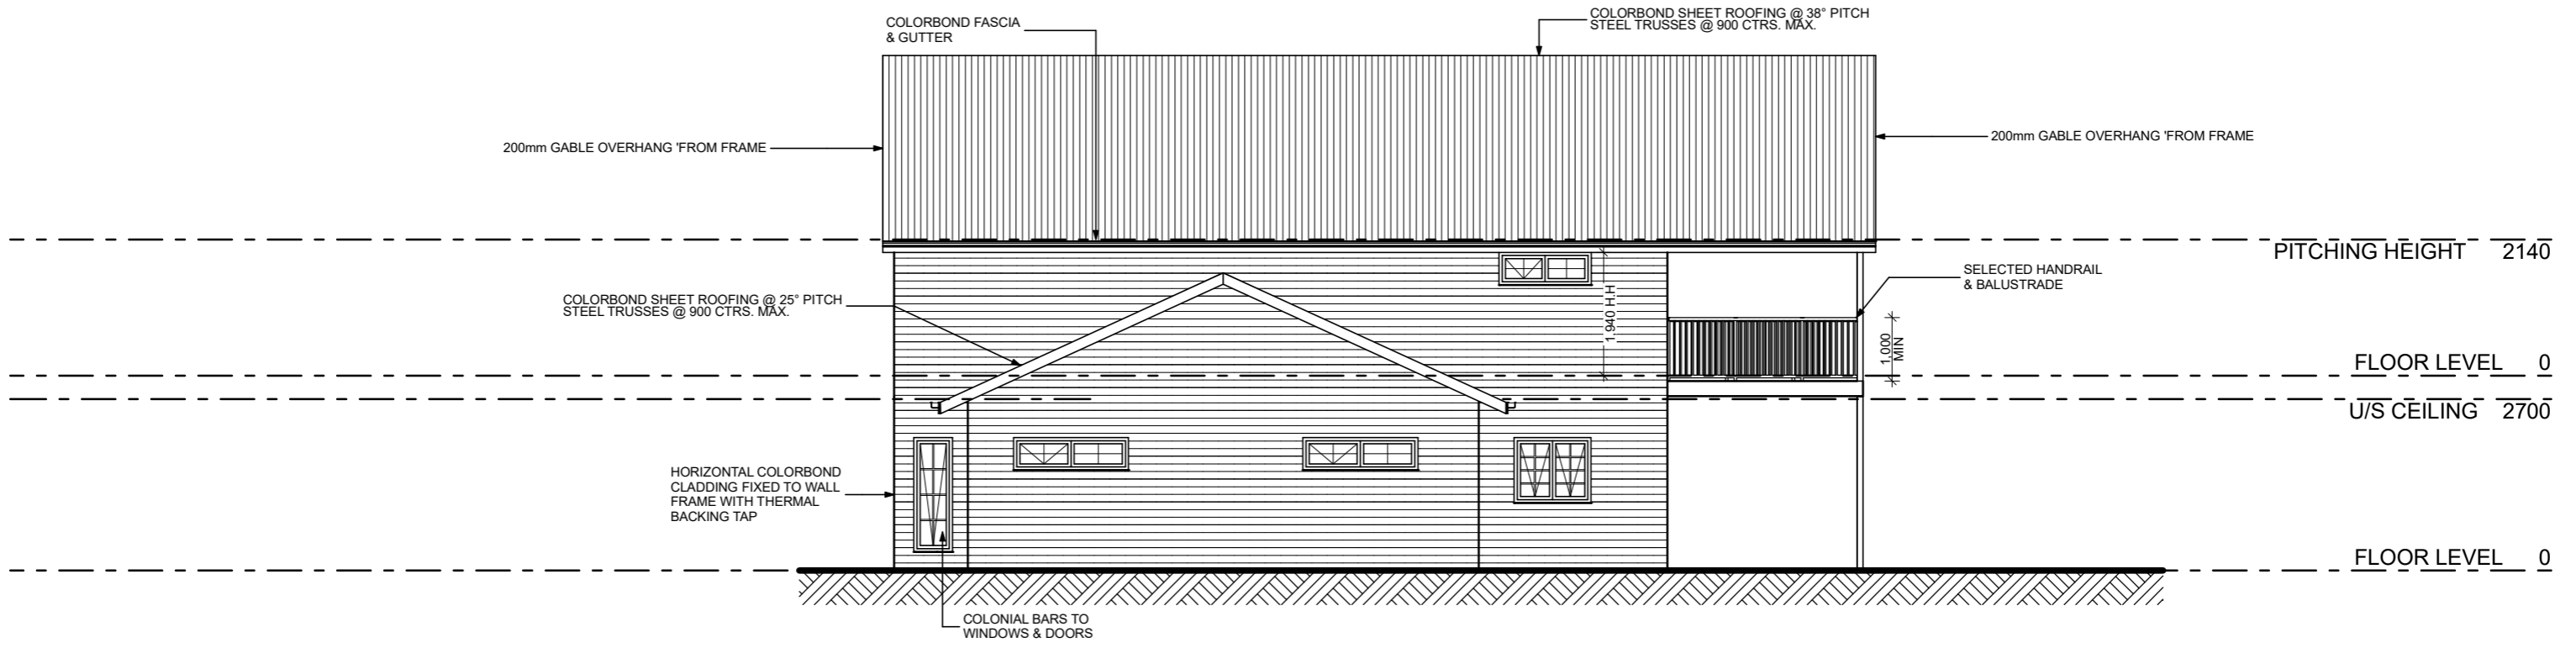 COLORBOND FASCIA
& GUTTER
COLORBOND SHEET ROOFING @ 38° PITCH
STEEL TRUSSES @ 900 CTRS. MAX.
200mm GABLE OVERHANG 'FROM FRAME
200mm GABLE OVERHANG 'FROM FRAME
PITCHING HEIGHT 2140
SELECTED HANDRAIL
& BALUSTRADE
COLORBOND SHEET ROOFING @ 25° PITCH
STEEL TRUSSES @ 900 CTRS. MAX.
1,940 H.H
1,000
MIN
FLOOR LEVEL 0
U/S CEILING 2700
HORIZONTAL COLORBOND
CLADDING FIXED TO WALL
FRAME WITH THERMAL
BACKING TAP
FLOOR LEVEL 0
COLONIAL BARS TO
WINDOWS & DOORS